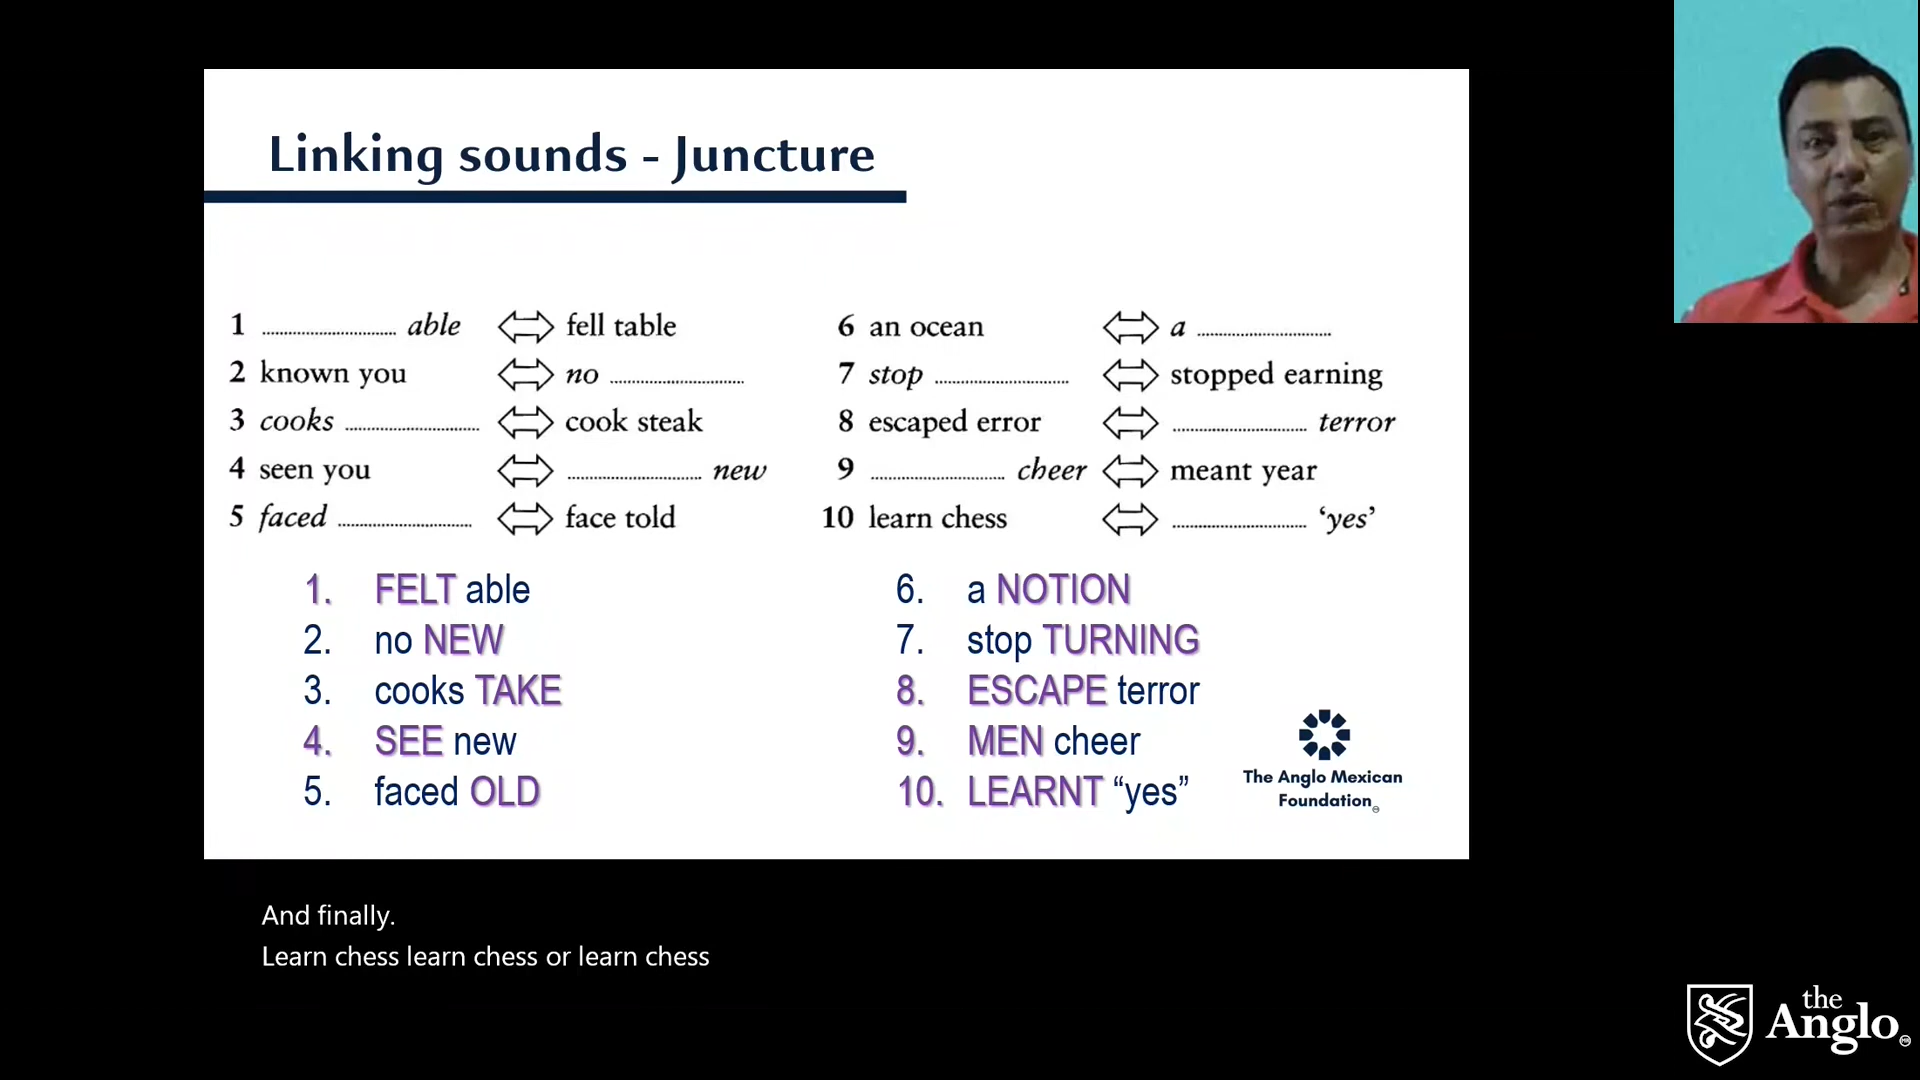 Linking sounds - Juncture
1 ........................ able ⇔ fell table
2 known you ⇔ no ........................
3 cooks ........................ ⇔ cook steak
4 seen you ⇔ ........................ new
5 faced ........................ ⇔ face told
6 an ocean ⇔ a ........................
7 stop ........................ ⇔ stopped earning
8 escaped error ⇔ ........................ terror
9 ........................ cheer ⇔ meant year
10 learn chess ⇔ ........................ ‘yes’
1. FELT able
2. no NEW
3. cooks TAKE
4. SEE new
5. faced OLD
6. a NOTION
7. stop TURNING
8. ESCAPE terror
9. MEN cheer
10. LEARNT “yes”
The Anglo Mexican
Foundation
And finally.
Learn chess learn chess or learn chess
the
Anglo